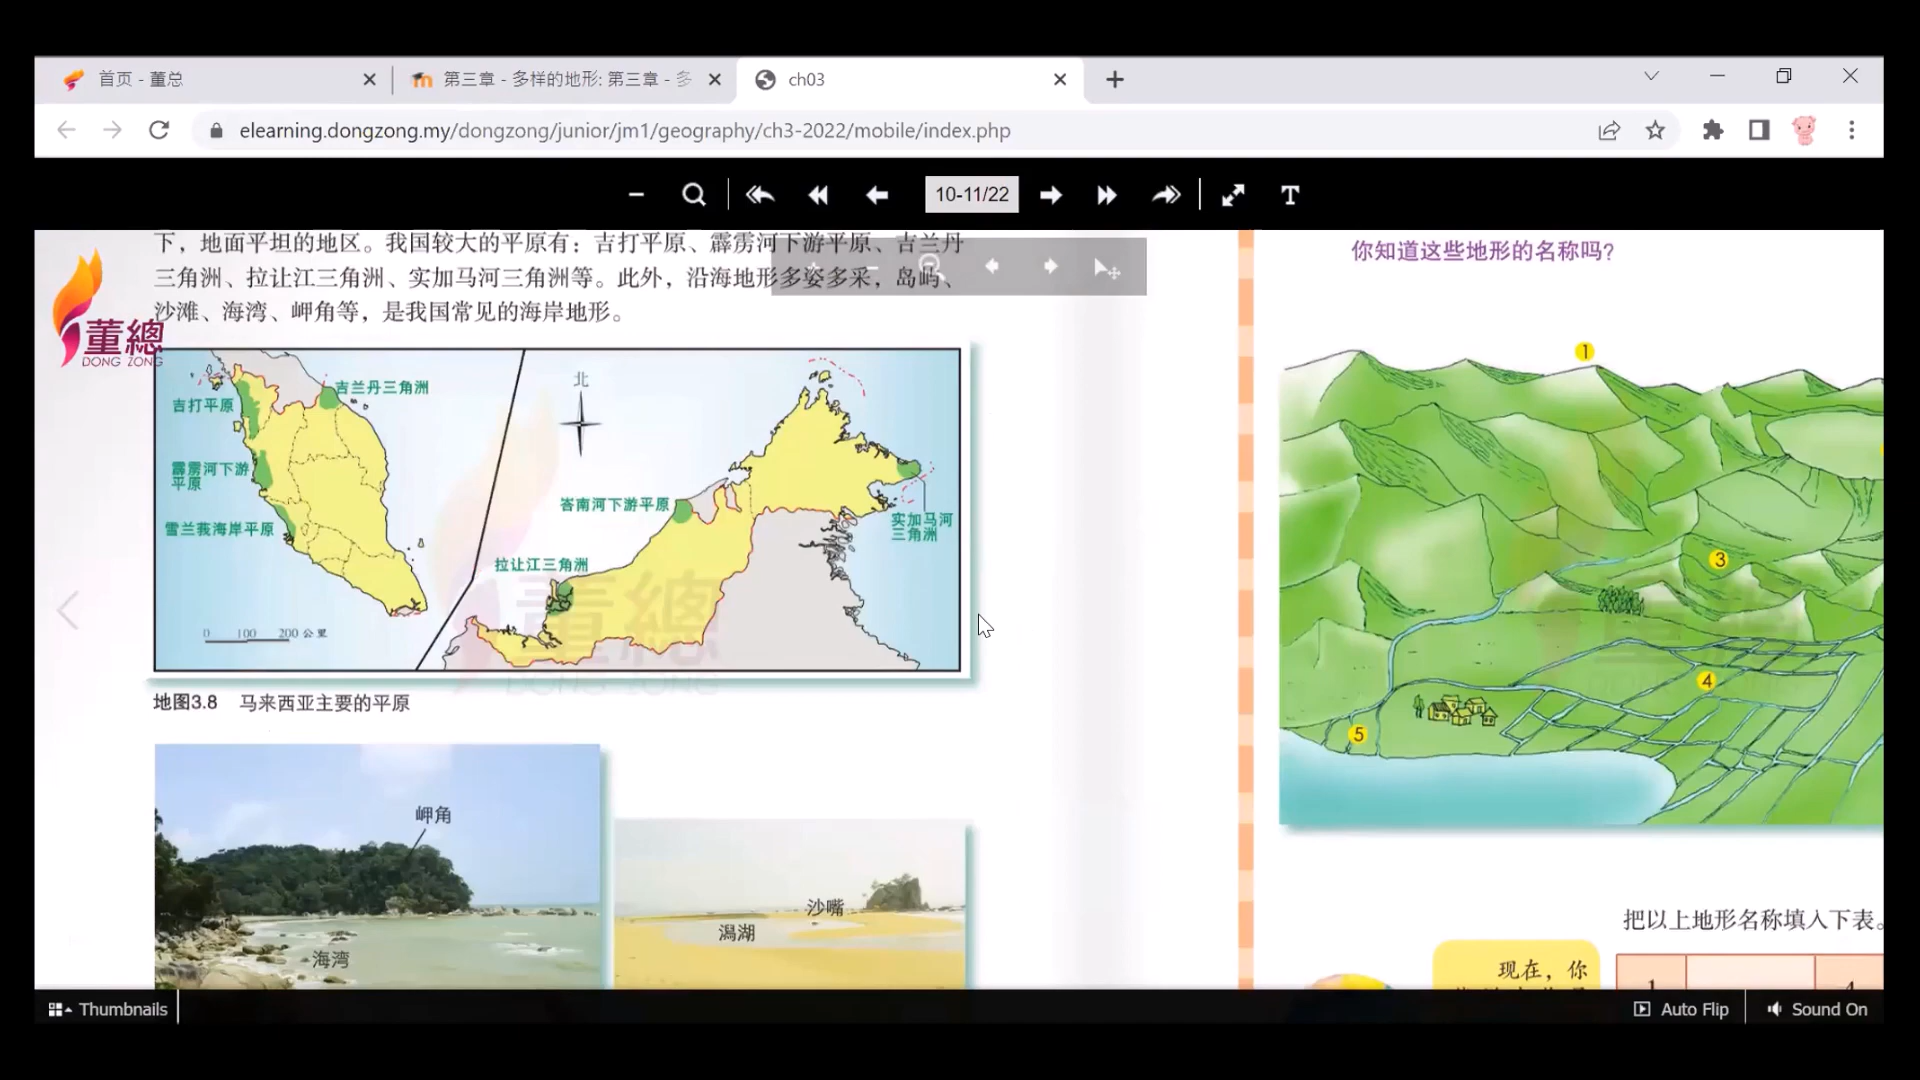 首页 - 董总
第三章 - 多样的地形: 第三章 - 多
ch03
elearning.dongzong.my/dongzong/junior/jm1/geography/ch3-2022/mobile/index.php
10-11/22
T
下，地面平坦的地区。我国较大的平原有：吉打平原、霹雳河下游平原、吉兰丹
三角洲、拉让江三角洲、实加马河三角洲等。此外，沿海地形多姿多采，岛屿、
沙滩、海湾、岬角等，是我国常见的海岸地形。
董總
DONG ZONG
吉兰丹三角洲
吉打平原
霹雳河下游
平原
雪兰莪海岸平原
0 100 200 公里
北
峇南河下游平原
拉让江三角洲
实加马河
三角洲
董總
DONG ZONG
地图3.8 马来西亚主要的平原
岬角
海湾
沙嘴
潟湖
你知道这些地形的名称吗？
1
3
4
5
把以上地形名称填入下表。
现在，你
Thumbnails
Auto Flip
Sound On